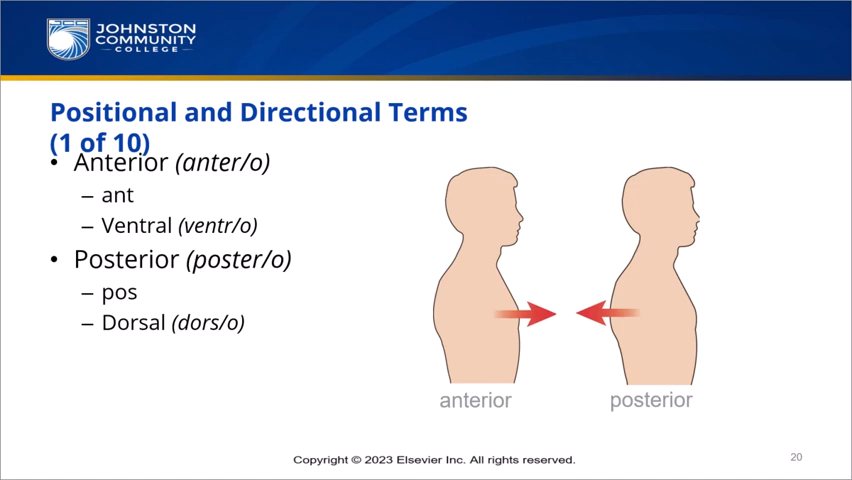 JOHNSTON
COMMUNITY
COLLEGE
Positional and Directional Terms
(1 of 10)
• Anterior (anter/o)
– ant
– Ventral (ventr/o)
• Posterior (poster/o)
– pos
– Dorsal (dors/o)
anterior
posterior
Copyright © 2023 Elsevier Inc. All rights reserved.
20